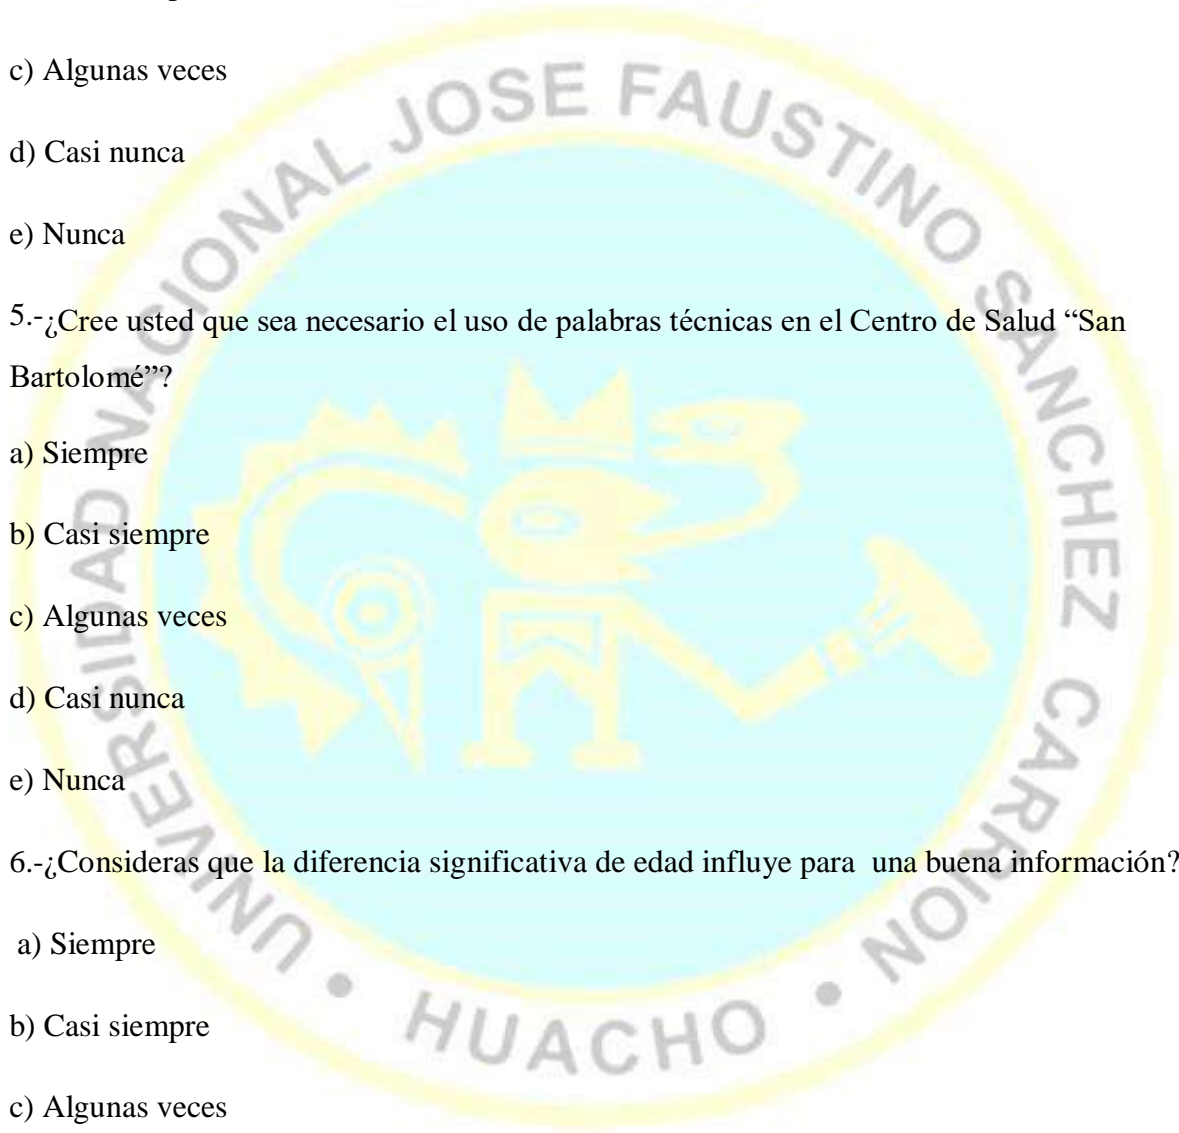 c) Algunas veces
d) Casi nunca
e) Nunca
5.-¿Cree usted que sea necesario el uso de palabras técnicas en el Centro de Salud “San
Bartolomé”?
a) Siempre
b) Casi siempre
c) Algunas veces
d) Casi nunca
e) Nunca
6.-¿Consideras que la diferencia significativa de edad influye para  una buena información?
a) Siempre
b) Casi siempre
c) Algunas veces
UNIVERSIDAD NACIONAL JOSE FAUSTINO SANCHEZ CARRION • HUACHO •